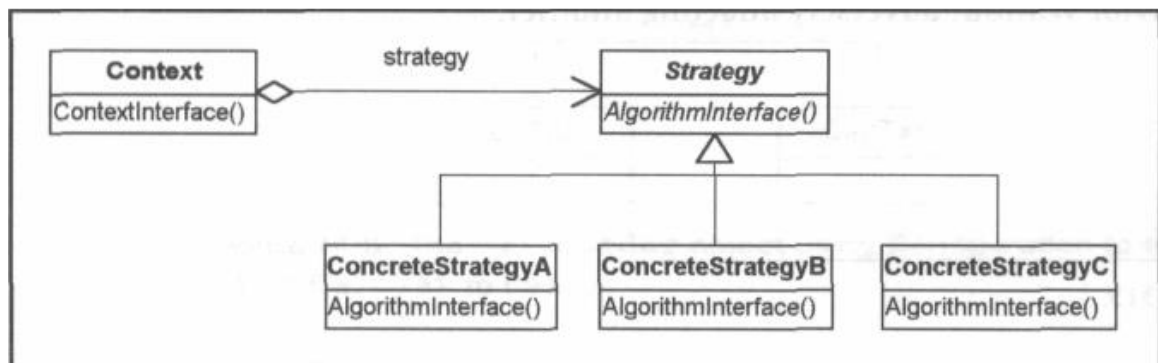 Context
ContextInterface()
strategy
Strategy
AlgorithmInterface()
ConcreteStrategyA
AlgorithmInterface()
ConcreteStrategyB
AlgorithmInterface()
ConcreteStrategyC
AlgorithmInterface()